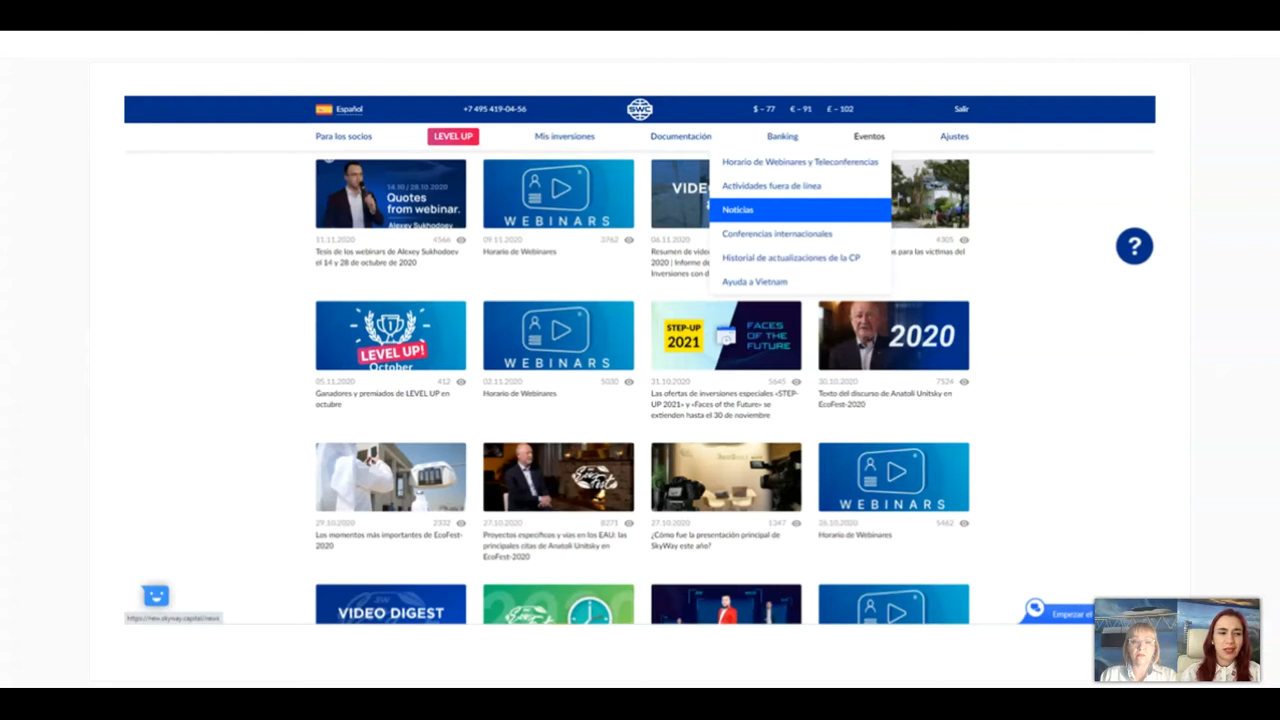 Español
+7 495 419-04-56
SWC
$ – 77 € – 91 £ – 102
Salir
Para los socios
LEVEL UP
Mis inversiones
Documentación
Banking
Eventos
Ajustes
Horario de Webinares y Teleconferencias
Actividades fuera de línea
Noticias
Conferencias internacionales
Historial de actualizaciones de la CP
Ayuda a Vietnam
14.10 / 28.10.2020
Quotes
from webinar.
Alexey Sukhodoev
11.11.2020 4566
Tesis de los webinars de Alexey Sukhodoev
el 14 y 28 de octubre de 2020
WEBINARS
09.11.2020 3762
Horario de Webinares
06.11.2020
Resumen de
2020 | Informe de
Inversiones con
4305
para las víctimas del
?
LEVEL UP!
October
05.11.2020 412
Ganadores y premiados de LEVEL UP en
octubre
WEBINARS
02.11.2020 5030
Horario de Webinares
STEP-UP
2021
FACES
OF THE
FUTURE
31.10.2020 5645
Las ofertas de inversiones especiales «STEP-
UP 2021» y «Faces of the Future» se
extienden hasta el 30 de noviembre
2020
30.10.2020 7524
Texto del discurso de Anatoli Unitsky en
EcoFest-2020
29.10.2020 2332
Los momentos más importantes de EcoFest-
2020
27.10.2020 8271
Proyectos específicos y vías en los EAU: las
principales citas de Anatoli Unitsky en
EcoFest-2020
27.10.2020 1347
¿Cómo fue la presentación principal de
SkyWay este año?
WEBINARS
26.10.2020 5462
Horario de Webinares
VIDEO DIGEST
https://new.skyway.capital/news
Empezar el